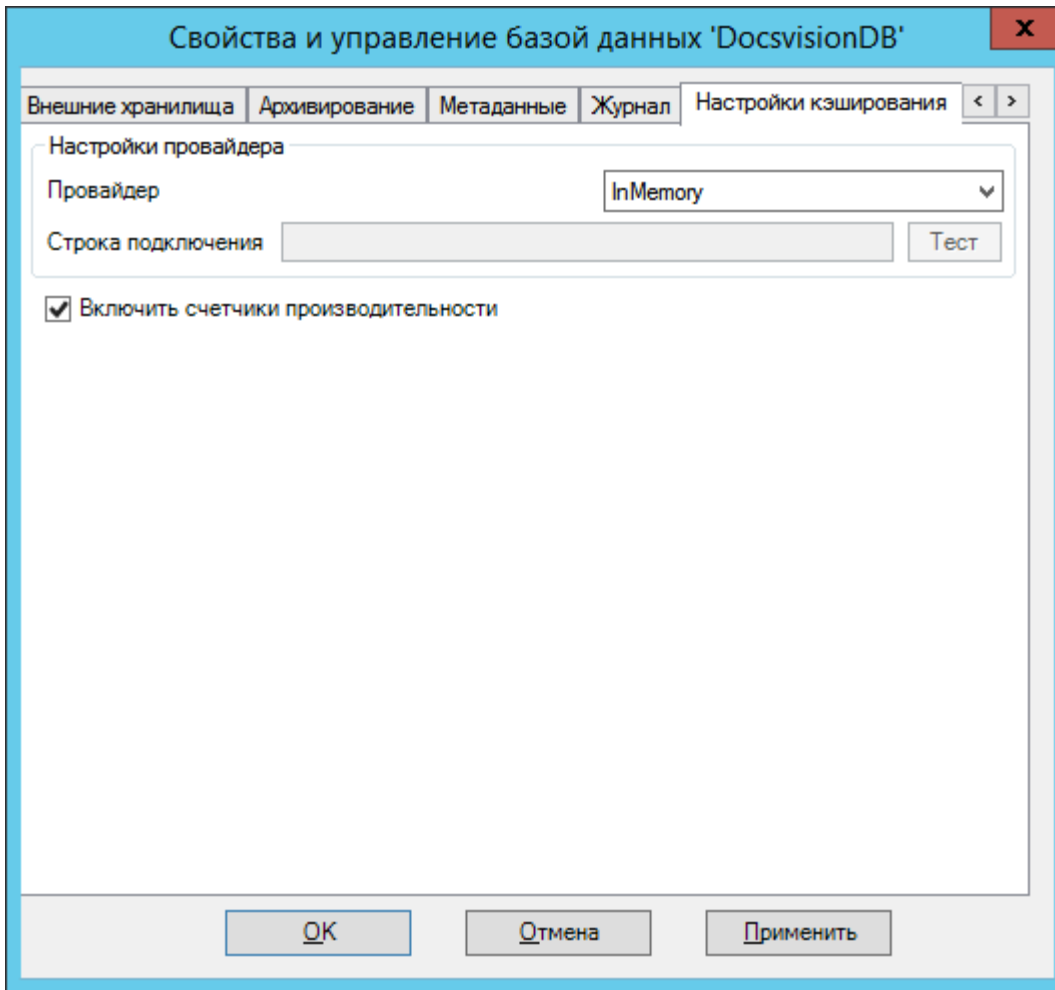 Свойства и управление базой данных 'DocsvisionDB'
x
Внешние хранилища Архивирование Метаданные Журнал Настройки кэширования < >
Настройки провайдера
Провайдер InMemory
Строка подключения Тест
Включить счетчики производительности
OK Отмена Применить